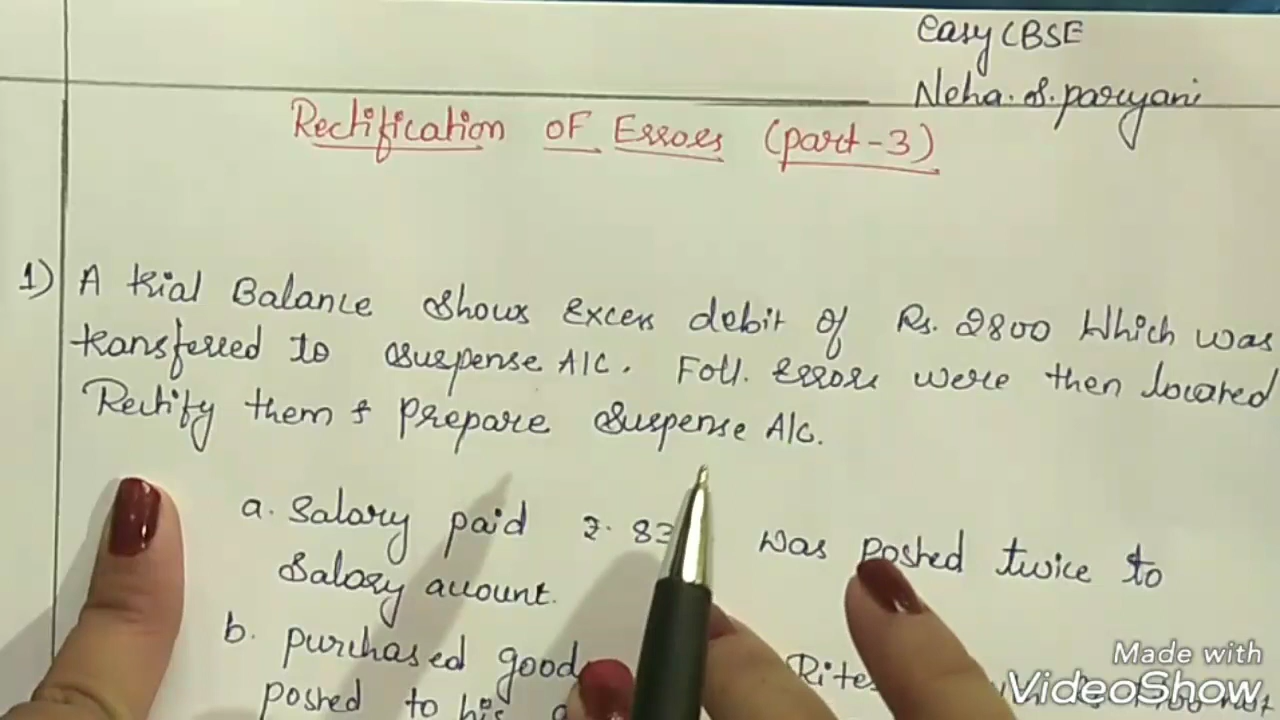 easy CBSE
Neha. S. paryani
Rectification of Errors (part-3)
1) A trial Balance shows excess debit of Rs. 2800 which was
transferred to suspense A/C. Foll. errors were then located
Rectify them & prepare suspense A/c.
a. Salary paid ₹. was posted twice to
Salary account.
b. purchased
posted to his
Made with
VideoShow